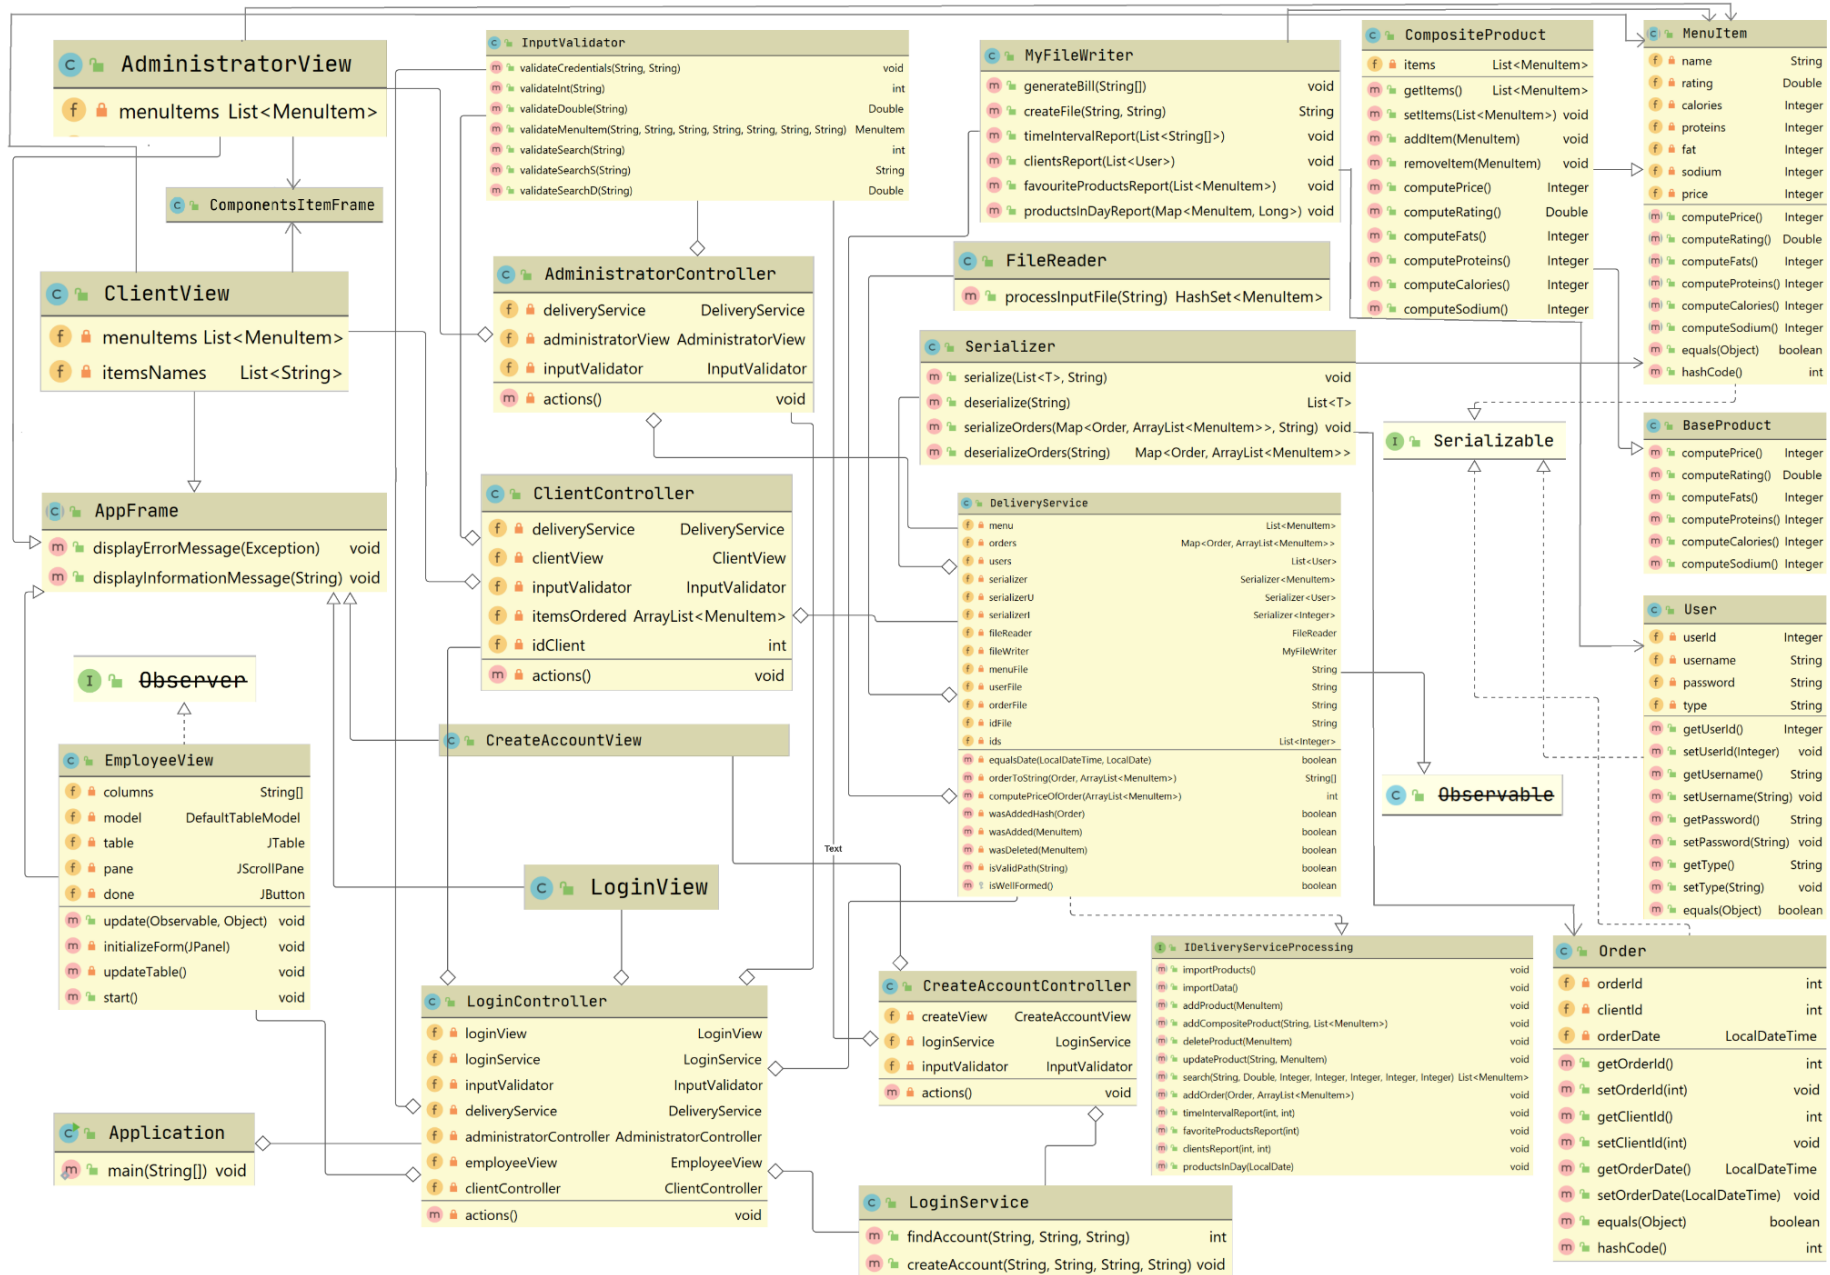 AdministratorView
menuItems List<MenuItem>
ComponentsItemFrame
ClientView
menuItems List<MenuItem>
itemsNames List<String>
AppFrame
displayErrorMessage(Exception) void
displayInformationMessage(String) void
Observer
EmployeeView
columns String[]
model DefaultTableModel
table JTable
pane JScrollPane
done JButton
update(Observable, Object) void
initializeForm(JPanel) void
updateTable() void
start() void
Application
main(String[]) void
InputValidator
validateCredentials(String, String) void
validateInt(String) int
validateDouble(String) Double
validateMenuItem(String, String, String, String, String, String, String) MenuItem
validateSearch(String) int
validateSearchS(String) String
validateSearchD(String) Double
AdministratorController
deliveryService DeliveryService
administratorView AdministratorView
inputValidator InputValidator
actions() void
ClientController
deliveryService DeliveryService
clientView ClientView
inputValidator InputValidator
itemsOrdered ArrayList<MenuItem>
idClient int
actions() void
CreateAccountView
Text
LoginView
LoginController
loginView LoginView
loginService LoginService
inputValidator InputValidator
deliveryService DeliveryService
administratorController AdministratorController
employeeView EmployeeView
clientController ClientController
actions() void
MyFileWriter
generateBill(String[]) void
createFile(String, String) String
timeIntervalReport(List<String[]>) void
clientsReport(List<User>) void
favouriteProductsReport(List<MenuItem>) void
productsInDayReport(Map<MenuItem, Long>) void
FileReader
processInputFile(String) HashSet<MenuItem>
Serializer
serialize(List<T>, String) void
deserialize(String) List<T>
serializeOrders(Map<Order, ArrayList<MenuItem>>, String) void
deserializeOrders(String) Map<Order, ArrayList<MenuItem>>
DeliveryService
menu List<MenuItem>
orders Map<Order, ArrayList<MenuItem>>
users List<User>
serializer Serializer<MenuItem>
serializerU Serializer<User>
serializerI Serializer<Integer>
fileReader FileReader
fileWriter MyFileWriter
menuFile String
userFile String
orderFile String
idFile String
ids List<Integer>
equalsDate(LocalDateTime, LocalDate) boolean
orderToString(Order, ArrayList<MenuItem>) String[]
computePriceOfOrder(ArrayList<MenuItem>) int
wasAddedHash(Order) boolean
wasAdded(MenuItem) boolean
wasDeleted(MenuItem) boolean
isValidPath(String) boolean
isWellFormed() boolean
CreateAccountController
createView CreateAccountView
loginService LoginService
inputValidator InputValidator
actions() void
LoginService
findAccount(String, String, String) int
createAccount(String, String, String, String) void
IDeliveryServiceProcessing
importProducts() void
importData() void
addProduct(MenuItem) void
addCompositeProduct(String, List<MenuItem>) void
deleteProduct(MenuItem) void
updateProduct(String, MenuItem) void
search(String, Double, Integer, Integer, Integer, Integer, Integer) List<MenuItem>
addOrder(Order, ArrayList<MenuItem>) void
timeIntervalReport(int, int) void
favoriteProductsReport(int) void
clientsReport(int, int) void
productsInDay(LocalDate) void
CompositeProduct
items List<MenuItem>
getItems() List<MenuItem>
setItems(List<MenuItem>) void
addItem(MenuItem) void
removeItem(MenuItem) void
computePrice() Integer
computeRating() Double
computeFats() Integer
computeProteins() Integer
computeCalories() Integer
computeSodium() Integer
Serializable
Observable
MenuItem
name String
rating Double
calories Integer
proteins Integer
fat Integer
sodium Integer
price Integer
computePrice() Integer
computeRating() Double
computeFats() Integer
computeProteins() Integer
computeCalories() Integer
computeSodium() Integer
equals(Object) boolean
hashCode() int
BaseProduct
computePrice() Integer
computeRating() Double
computeFats() Integer
computeProteins() Integer
computeCalories() Integer
computeSodium() Integer
User
userId Integer
username String
password String
type String
getUserId() Integer
setUserId(Integer) void
getUsername() String
setUsername(String) void
getPassword() String
setPassword(String) void
getType() String
setType(String) void
equals(Object) boolean
Order
orderId int
clientId int
orderDate LocalDateTime
getOrderId() int
setOrderId(int) void
getClientId() int
setClientId(int) void
getOrderDate() LocalDateTime
setOrderDate(LocalDateTime) void
equals(Object) boolean
hashCode() int